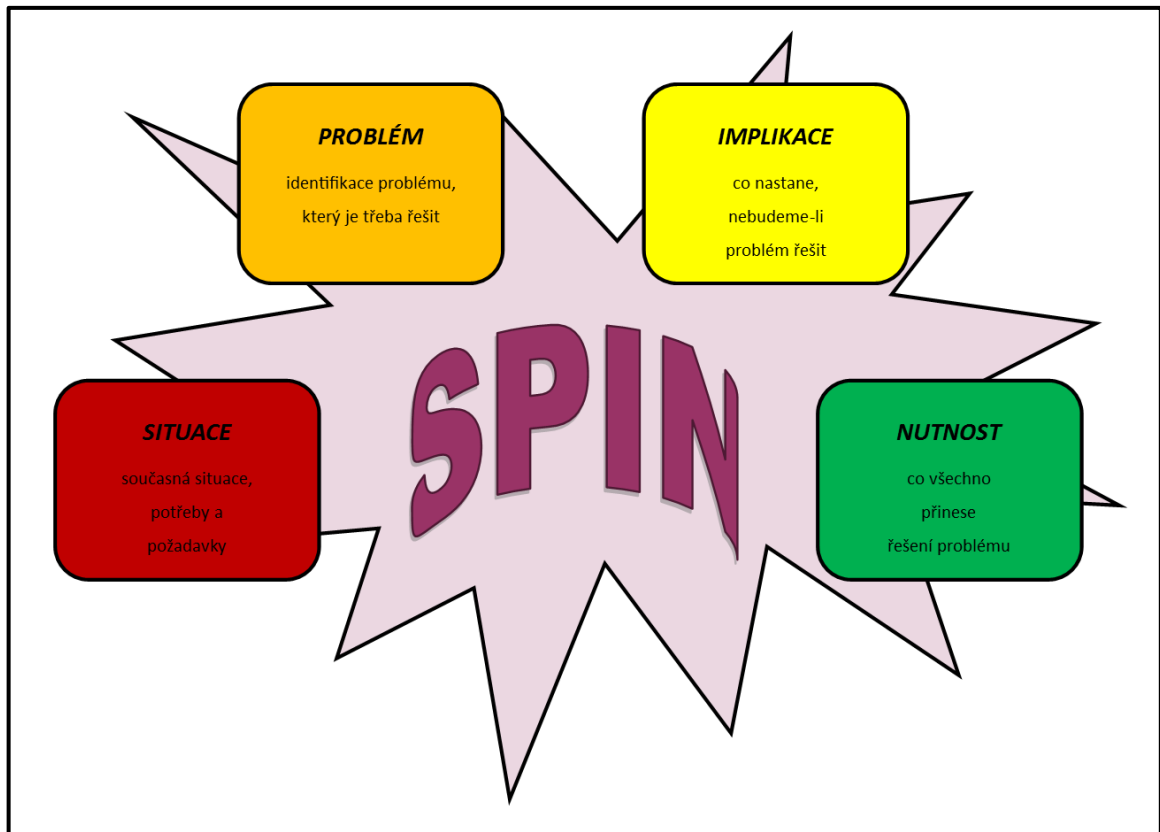 PROBLÉM
identifikace problému,
který je třeba řešit
IMPLIKACE
co nastane,
nebudeme-li
problém řešit
SPIN
SITUACE
současná situace,
potřeby a
požadavky
NUTNOST
co všechno
přinese
řešení problému